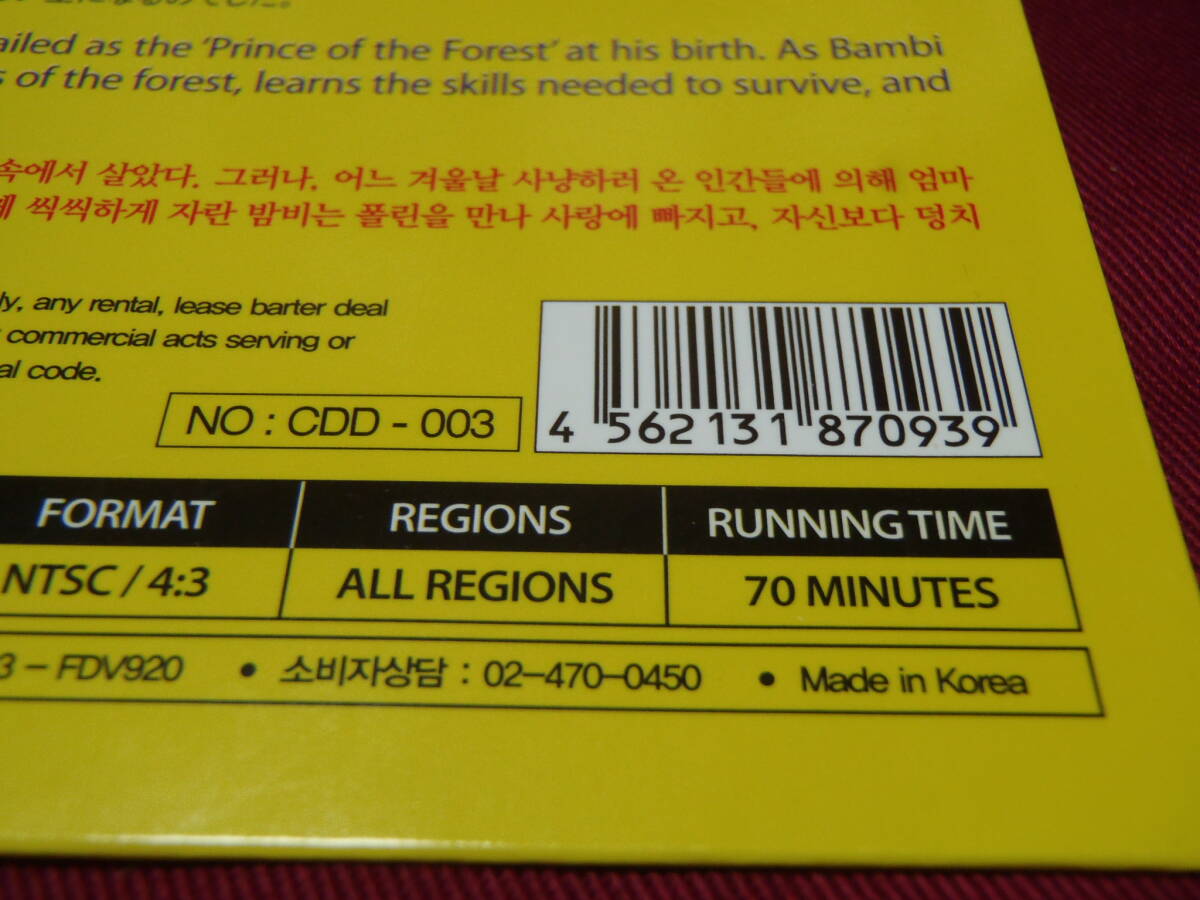 ailed as the 'Prince of the Forest' at his birth. As Bambi
s of the forest, learns the skills needed to survive, and
속에서 살았다. 그러나, 어느 겨울날 사냥하러 온 인간들에 의해 엄마
씩씩하게 자란 밤비는 폴린을 만나 사랑에 빠지고, 자신보다 덩치
ly, any rental, lease barter deal
commercial acts serving or
al code.
NO : CDD - 003
4 562131 870939
FORMAT REGIONS RUNNING TIME
NTSC / 4:3 ALL REGIONS 70 MINUTES
3 - FDV920 • 소비자상담 : 02-470-0450 • Made in Korea